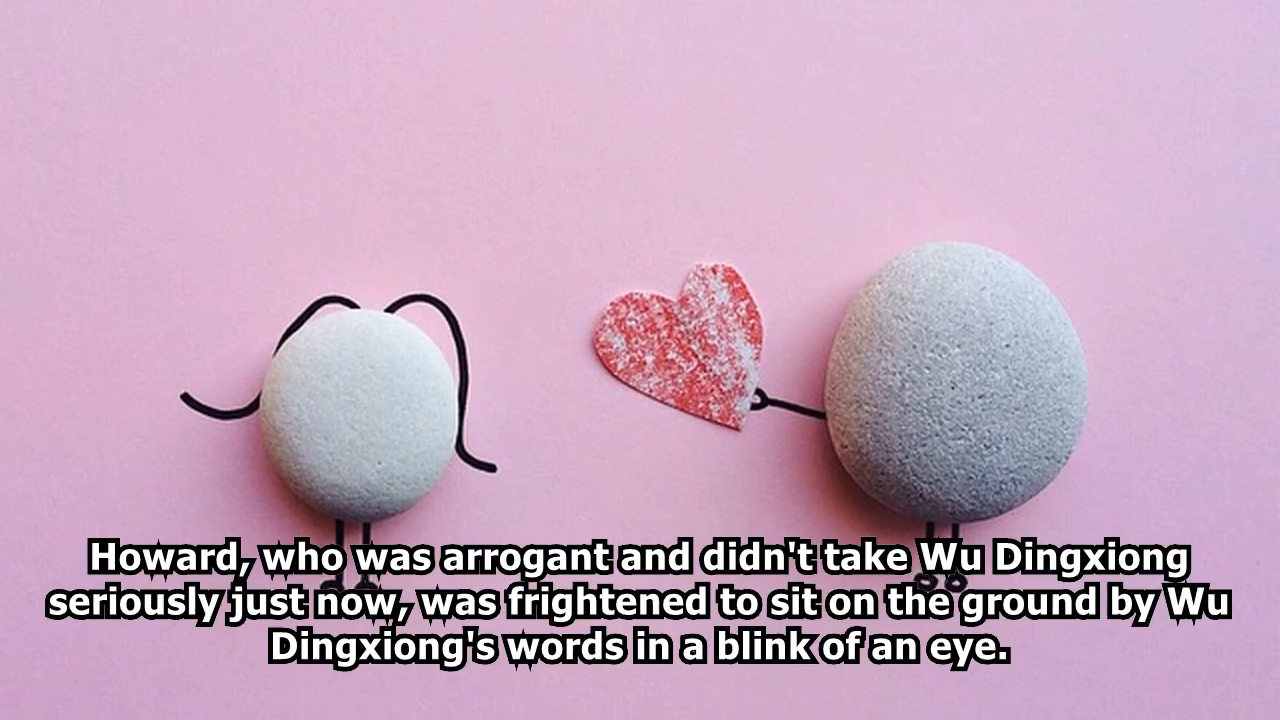 Howard, who was arrogant and didn't take Wu Dingxiong
seriously just now, was frightened to sit on the ground by Wu
Dingxiong's words in a blink of an eye.